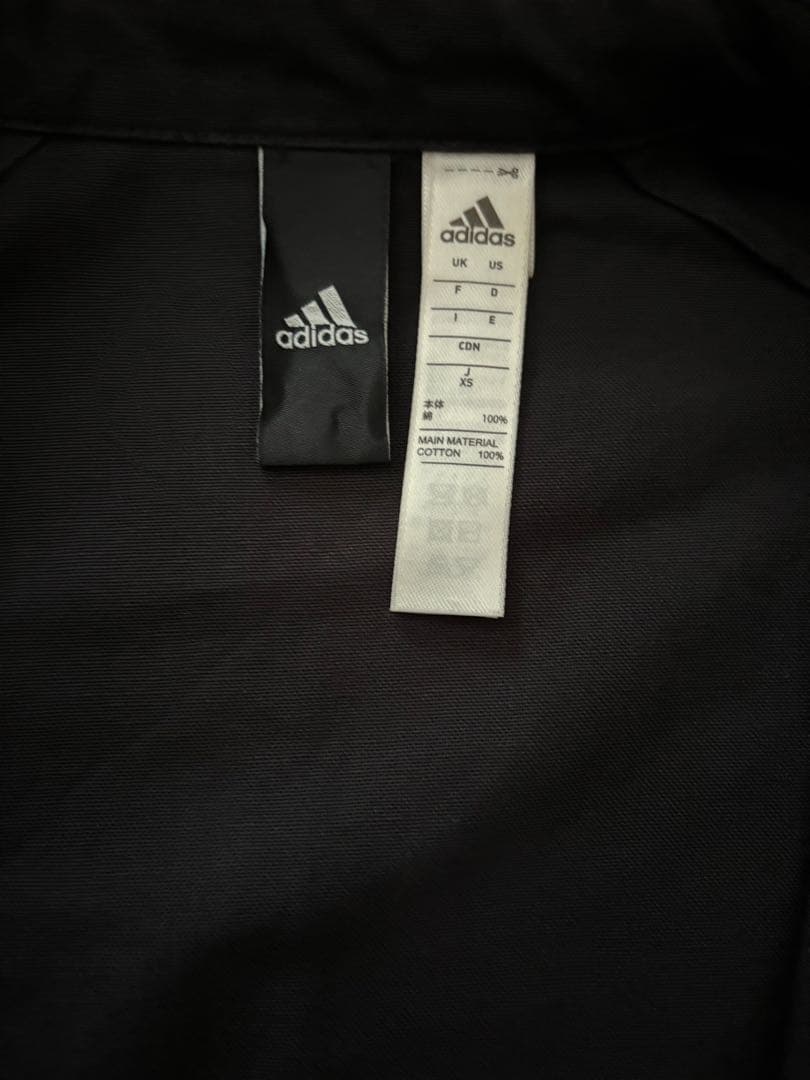 adidas
adidas
UK US
F D
I E
CDN
J
XS
本体
綿 100%
MAIN MATERIAL
COTTON 100%